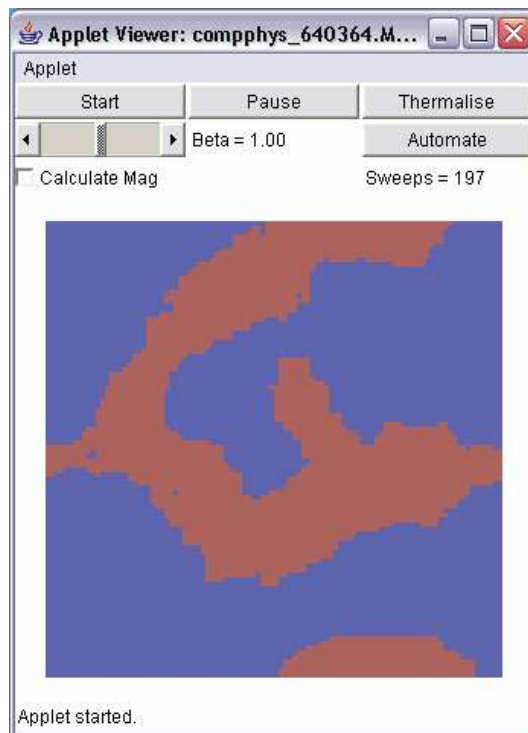 Applet Viewer: compphys_640364.M...
Applet
Start Pause Thermalise
Beta = 1.00 Automate
Calculate Mag Sweeps = 197
Applet started.